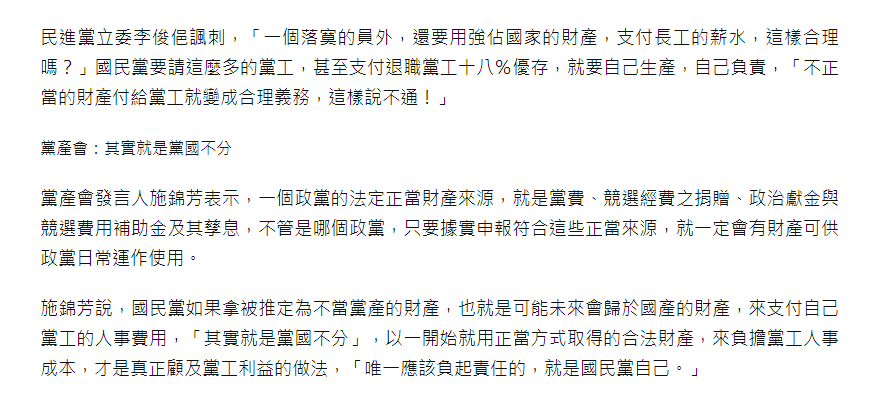 民進黨立委李俊俋諷刺，「一個落寞的員外，還要用強佔國家的財產，支付長工的薪水，這樣合理
嗎？」國民黨要請這麼多的黨工，甚至支付退職黨工十八％優存，就要自己生產，自己負責，「不正
當的財產付給黨工就變成合理義務，這樣說不通！」
黨產會：其實就是黨國不分
黨產會發言人施錦芳表示，一個政黨的法定正當財產來源，就是黨費、競選經費之捐贈、政治獻金與
競選費用補助金及其孳息，不管是哪個政黨，只要據實申報符合這些正當來源，就一定會有財產可供
政黨日常運作使用。
施錦芳說，國民黨如果拿被推定為不當黨產的財產，也就是可能未來會歸於國產的財產，來支付自己
黨工的人事費用，「其實就是黨國不分」，以一開始就用正當方式取得的合法財產，來負擔黨工人事
成本，才是真正顧及黨工利益的做法，「唯一應該負起責任的，就是國民黨自己。」